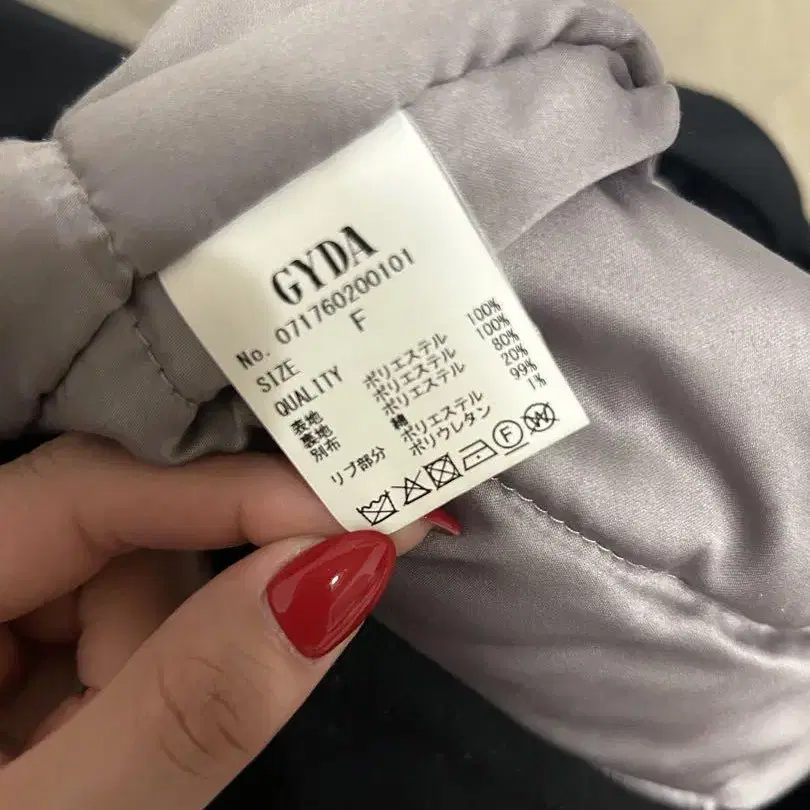 GYDA
No. 071760200101
SIZE F
QUALITY
表地 ポリエステル 100%
裏地 ポリエステル 100%
別布 ポリエステル 80%
綿 20%
リブ部分 ポリエステル 99%
ポリウレタン 1%
F W